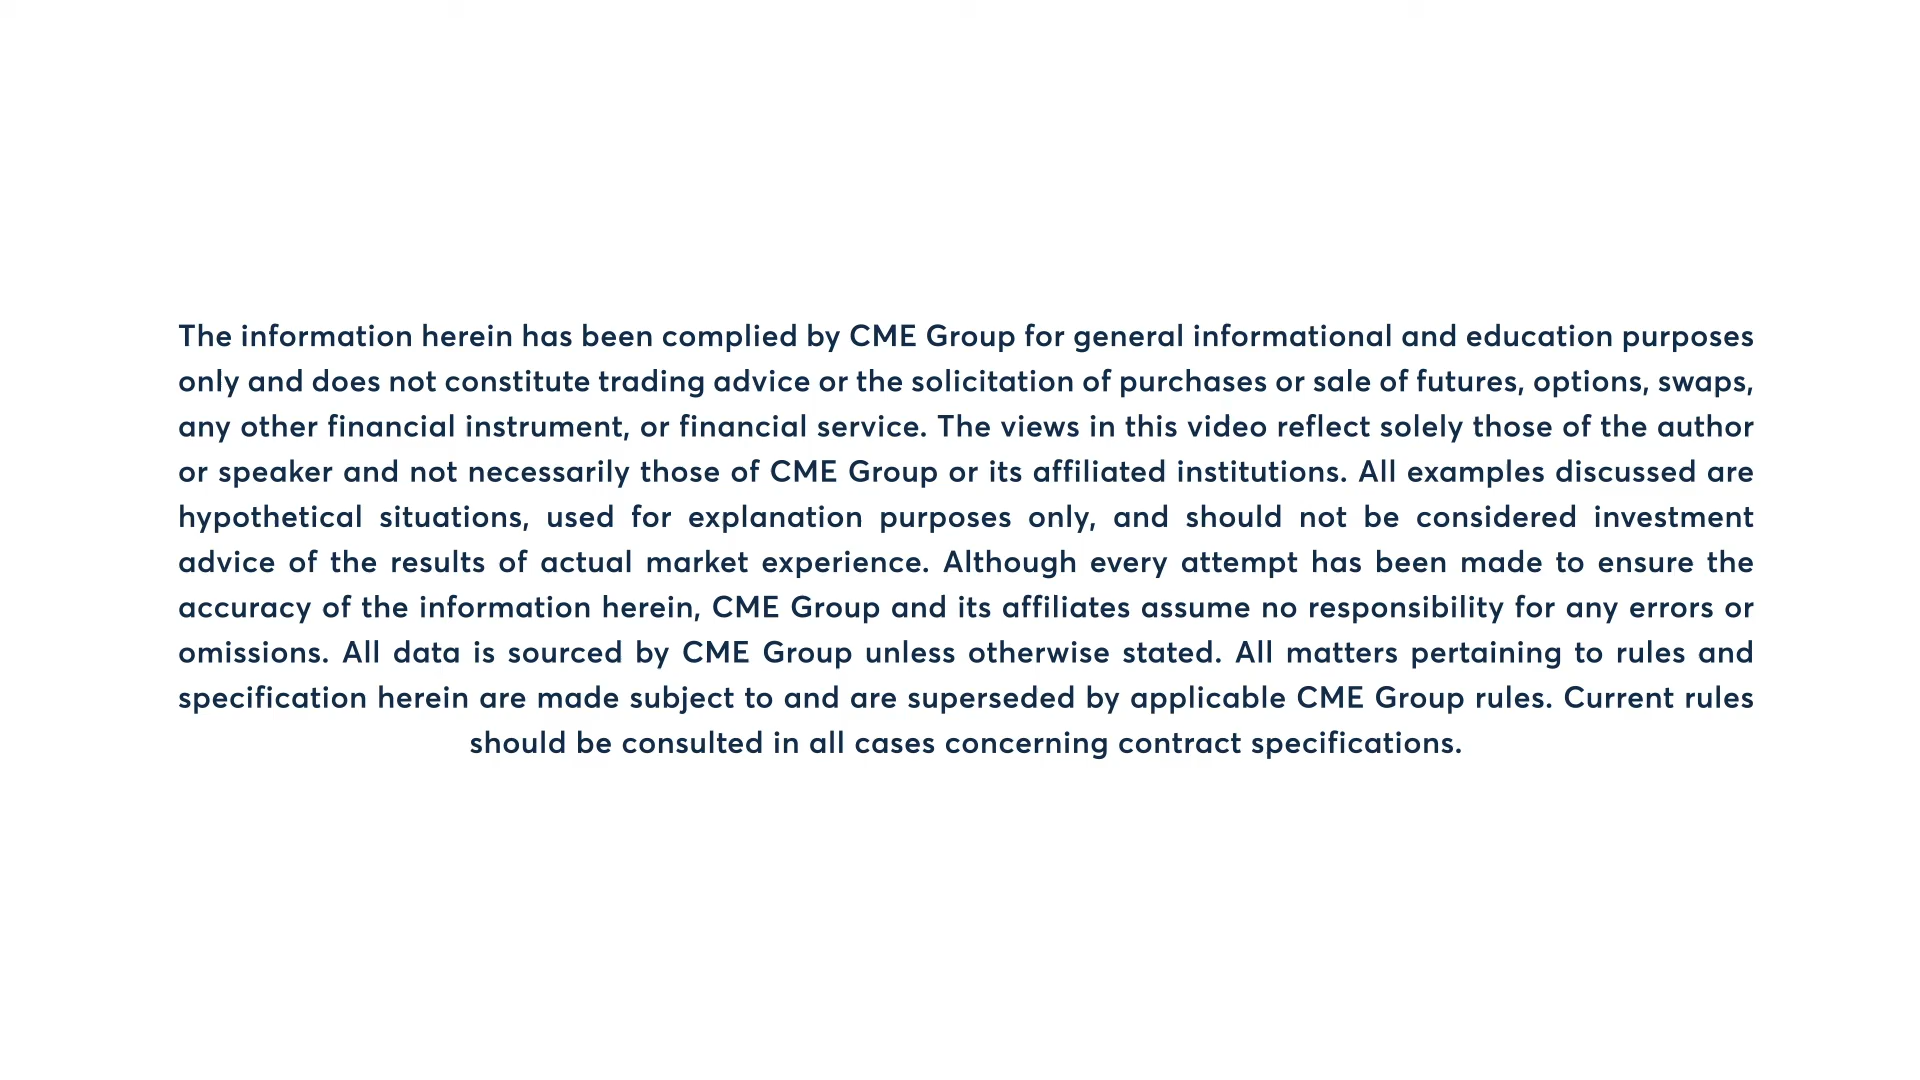 The information herein has been complied by CME Group for general informational and education purposes
only and does not constitute trading advice or the solicitation of purchases or sale of futures, options, swaps,
any other financial instrument, or financial service. The views in this video reflect solely those of the author
or speaker and not necessarily those of CME Group or its affiliated institutions. All examples discussed are
hypothetical situations, used for explanation purposes only, and should not be considered investment
advice of the results of actual market experience. Although every attempt has been made to ensure the
accuracy of the information herein, CME Group and its affiliates assume no responsibility for any errors or
omissions. All data is sourced by CME Group unless otherwise stated. All matters pertaining to rules and
specification herein are made subject to and are superseded by applicable CME Group rules. Current rules
should be consulted in all cases concerning contract specifications.